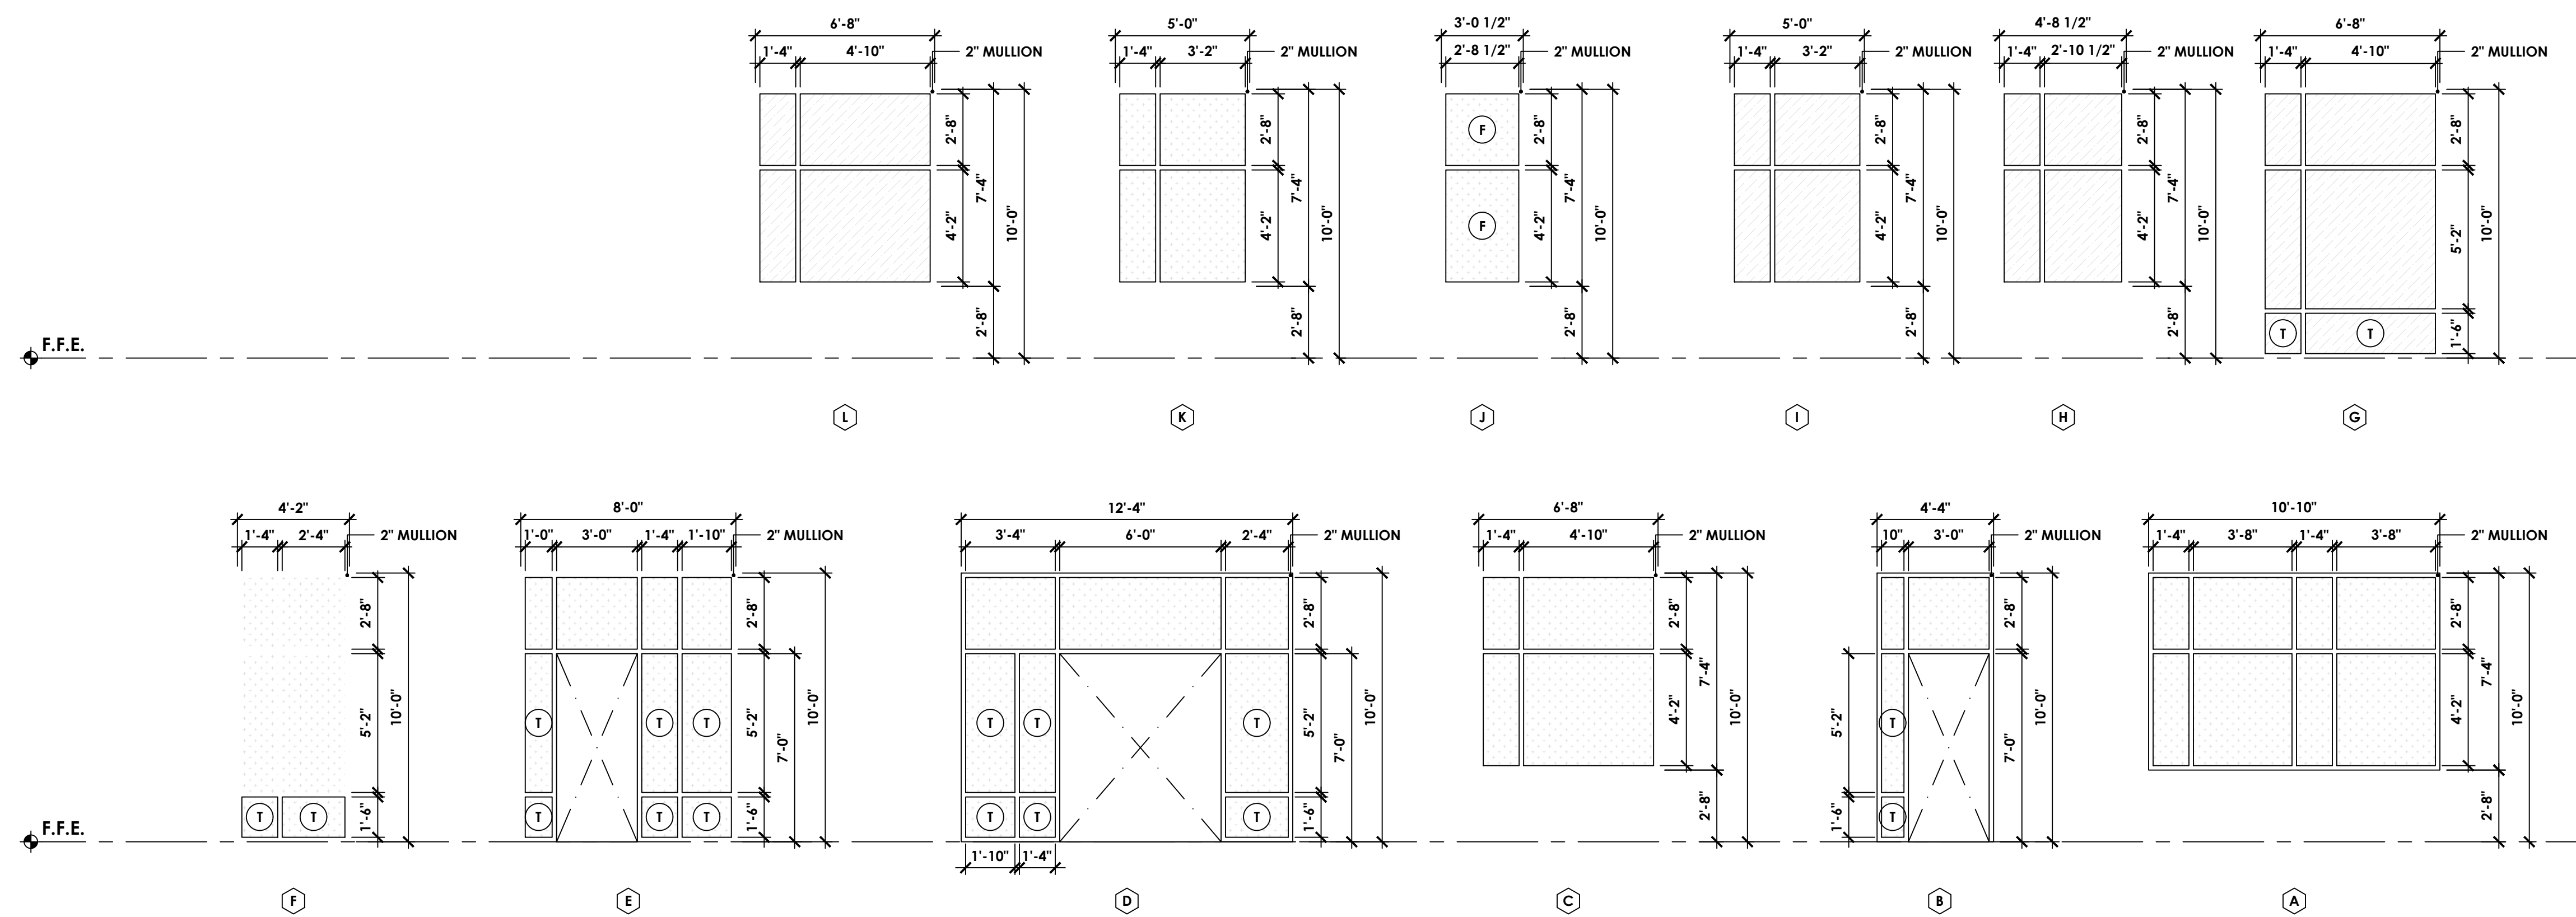 6'-8" 5'-0" 3'-0 1/2" 5'-0" 4'-8 1/2" 6'-8"
1'-4" 4'-10" 2" MULLION 1'-4" 3'-2" 2" MULLION 2'-8 1/2" 2" MULLION 1'-4" 3'-2" 2" MULLION 1'-4" 2'-10 1/2" 2" MULLION 1'-4" 4'-10" 2" MULLION
2'-8" 2'-8" F 2'-8" 2'-8" 2'-8" 2'-8"
7'-4" 7'-4" 7'-4" 7'-4" 7'-4"
4'-2" 10'-0" 4'-2" 10'-0" F 4'-2" 10'-0" 4'-2" 10'-0" 4'-2" 10'-0" 5'-2" 10'-0"
2'-8" 2'-8" 2'-8" 2'-8" 2'-8" T T 1'-6"
F.F.E.
L K J I H G
4'-2" 8'-0" 12'-4" 6'-8" 4'-4" 10'-10"
1'-4" 2'-4" 2" MULLION 1'-0" 3'-0" 1'-4" 1'-10" 2" MULLION 3'-4" 6'-0" 2'-4" 2" MULLION 1'-4" 4'-10" 2" MULLION 10" 3'-0" 2" MULLION 1'-4" 3'-8" 1'-4" 3'-8" 2" MULLION
2'-8" 2'-8" 2'-8" 2'-8" 2'-8" 2'-8"
7'-4" 7'-4"
5'-2" 10'-0" T T T 5'-2" 10'-0" T T T 5'-2" 10'-0" 4'-2" 10'-0" 5'-2" T 10'-0" 4'-2" 10'-0"
7'-0" 7'-0" 7'-0"
T T 1'-6" T T T 1'-6" T T T 1'-6" 2'-8" 1'-6" T 2'-8"
F.F.E.
1'-10" 1'-4"
F E D C B A